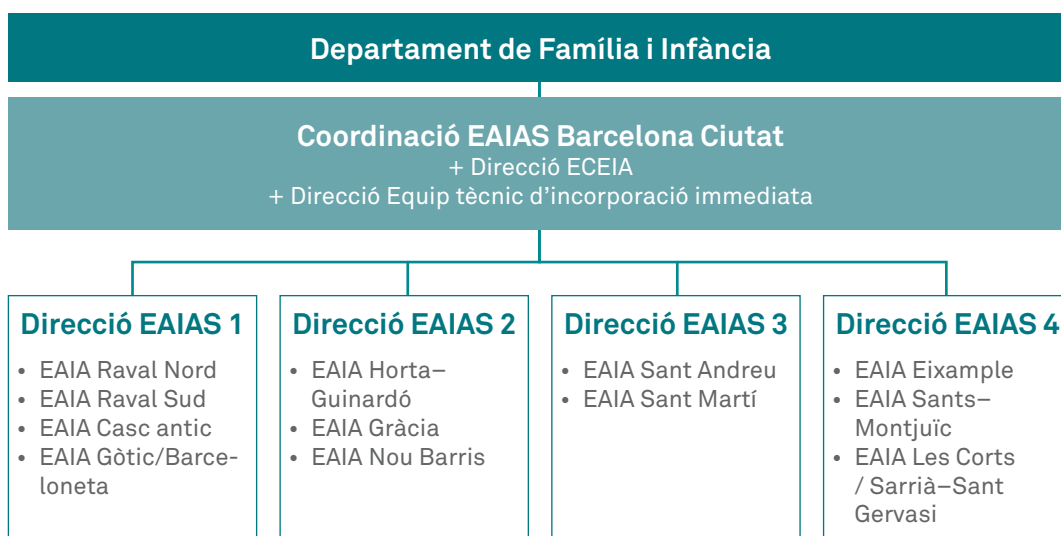 Departament de Família i Infància
Coordinació EAIAS Barcelona Ciutat
+ Direcció ECEIA
+ Direcció Equip tècnic d’incorporació immediata
Direcció EAIAS 1
• EAIA Raval Nord
• EAIA Raval Sud
• EAIA Casc antic
• EAIA Gòtic/Barce-
loneta
Direcció EAIAS 2
• EAIA Horta–
Guinardó
• EAIA Gràcia
• EAIA Nou Barris
Direcció EAIAS 3
• EAIA Sant Andreu
• EAIA Sant Martí
Direcció EAIAS 4
• EAIA Eixample
• EAIA Sants–
Montjuïc
• EAIA Les Corts
/ Sarrià–Sant
Gervasi